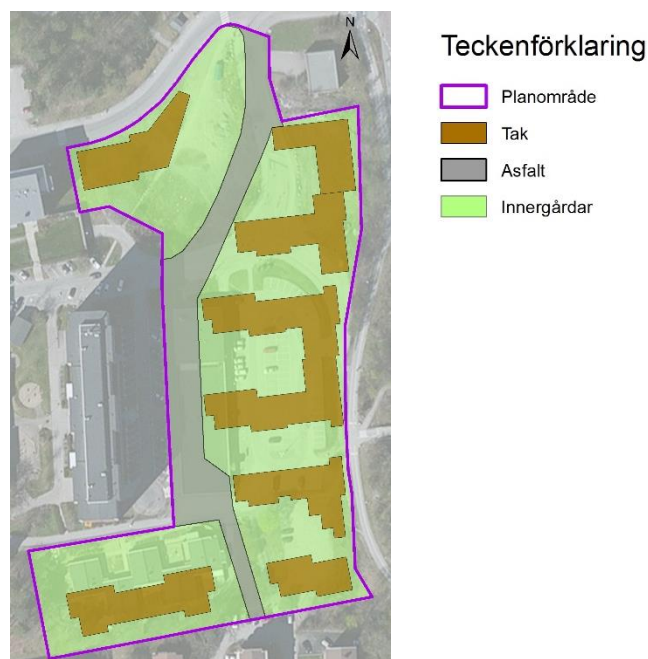 N
Teckenförklaring
Planområde
Tak
Asfalt
Innergårdar